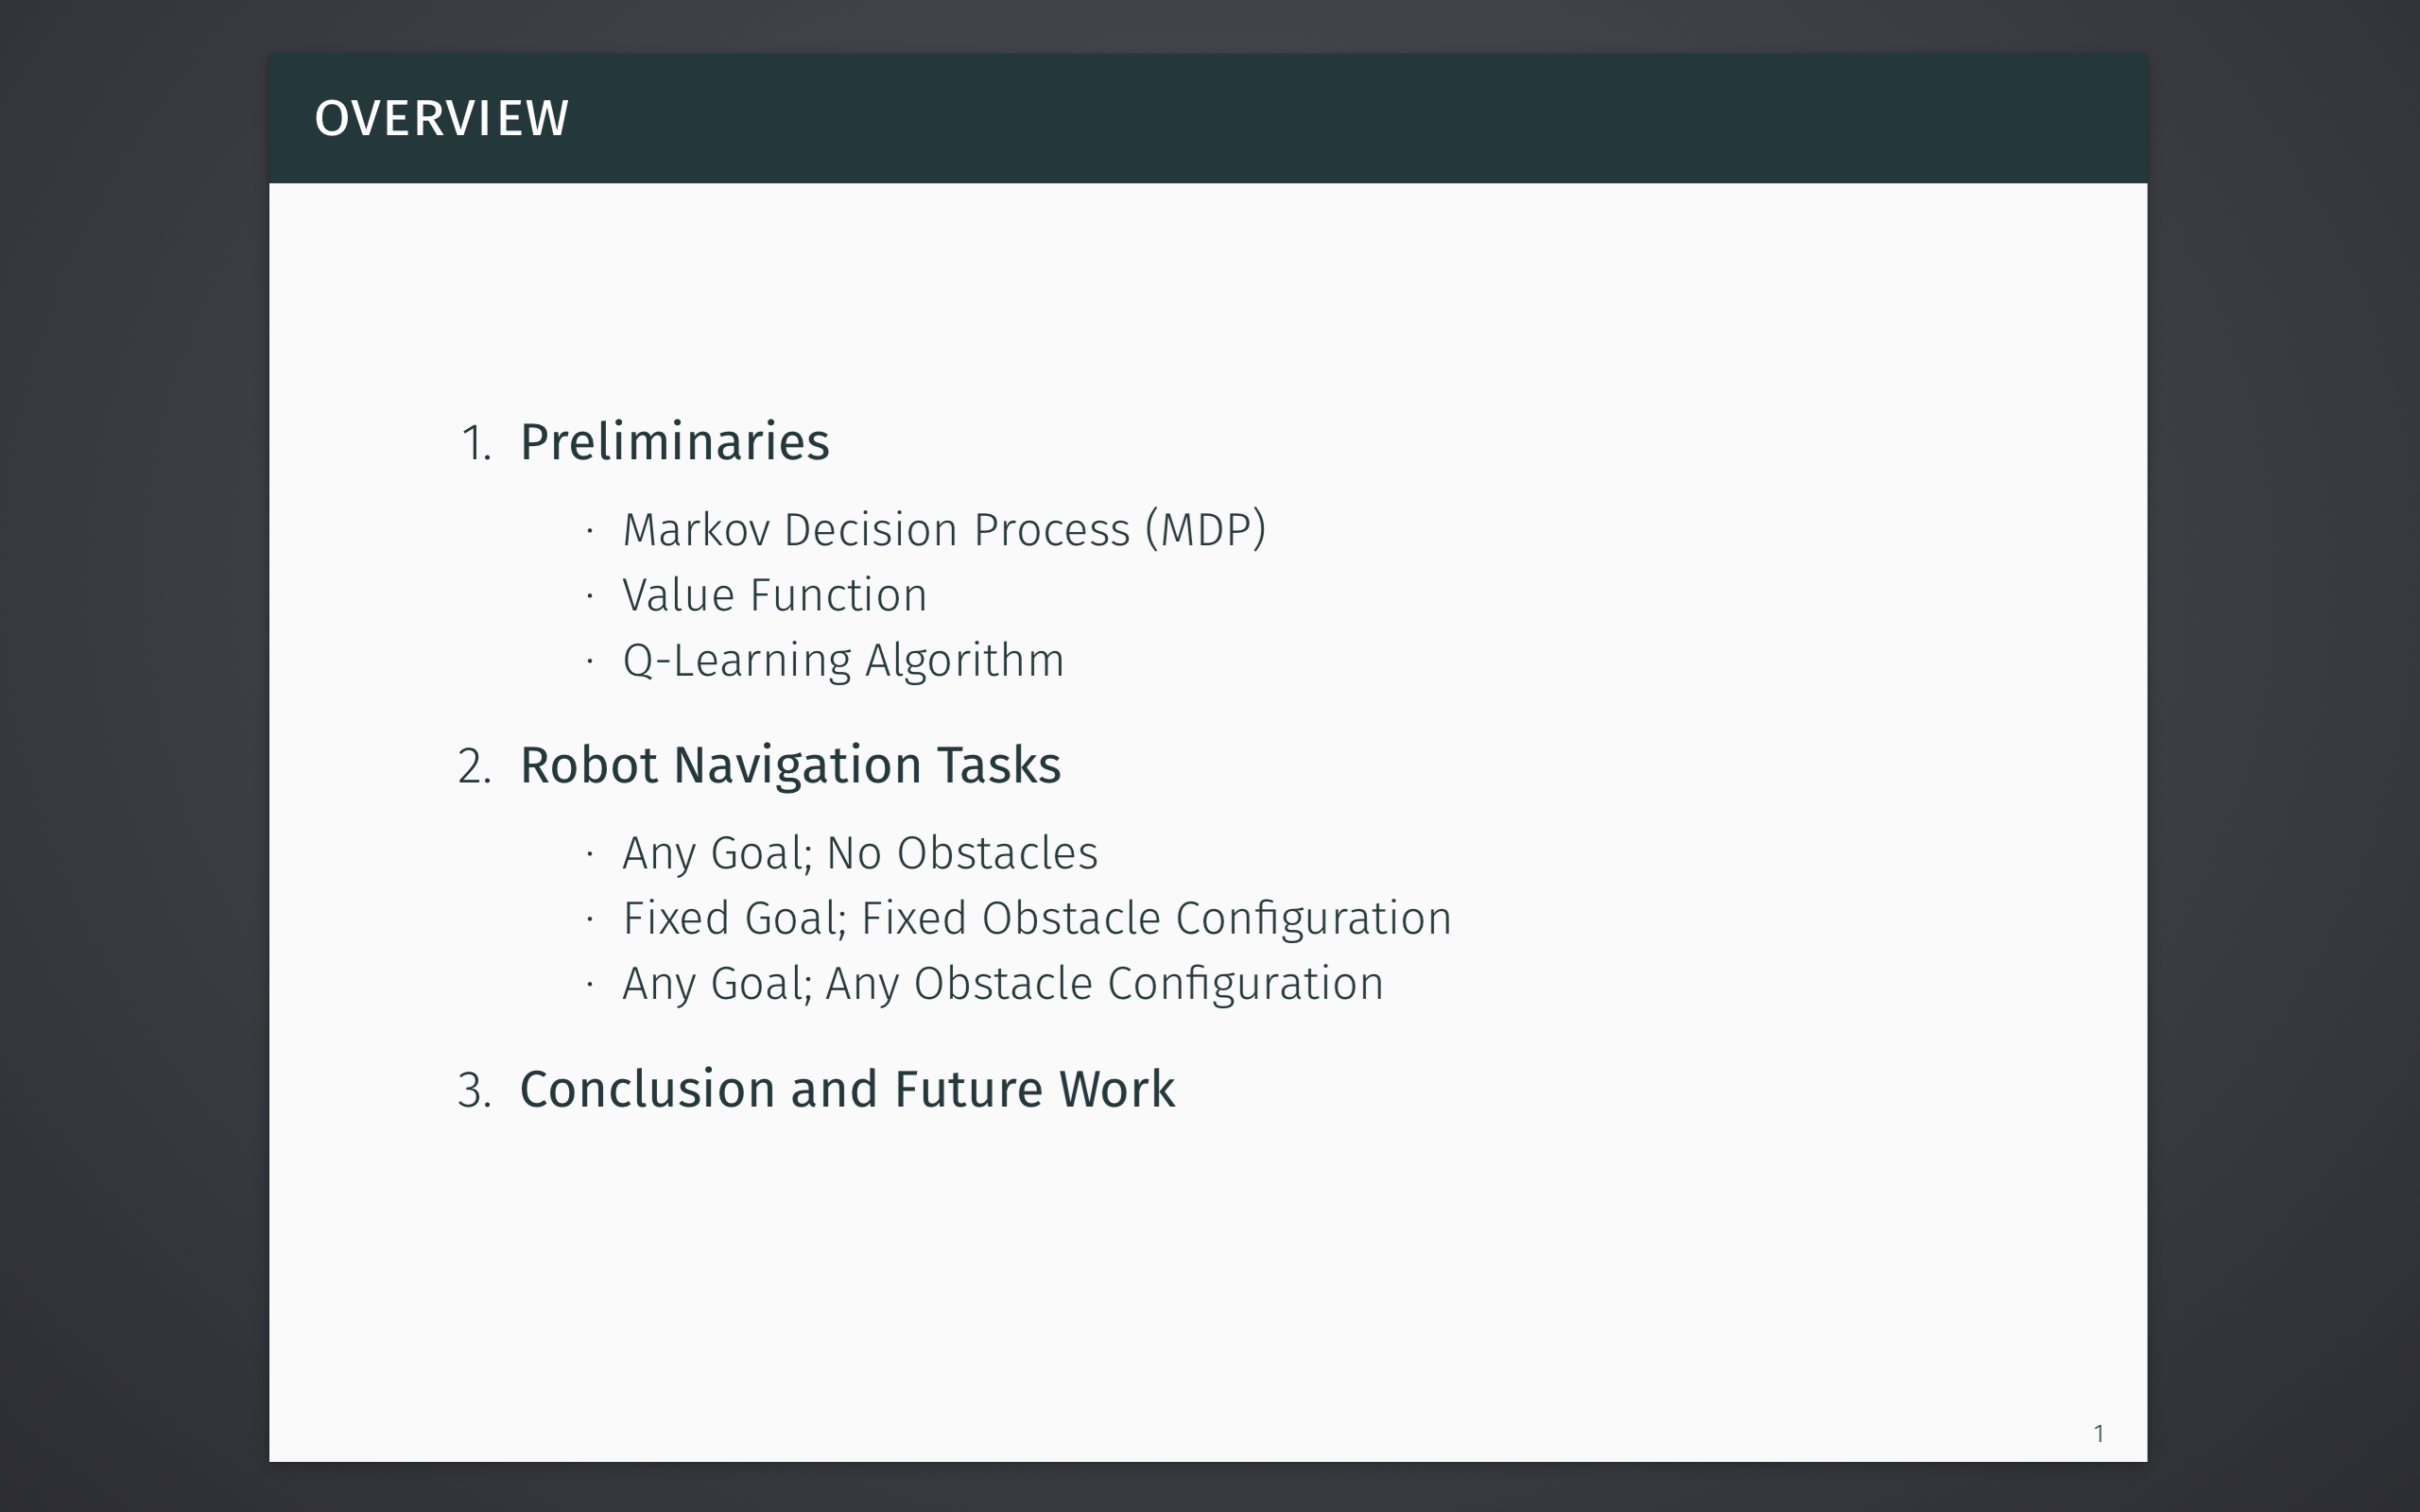 OVERVIEW
1. Preliminaries
· Markov Decision Process (MDP)
· Value Function
· Q-Learning Algorithm
2. Robot Navigation Tasks
· Any Goal; No Obstacles
· Fixed Goal; Fixed Obstacle Configuration
· Any Goal; Any Obstacle Configuration
3. Conclusion and Future Work
1